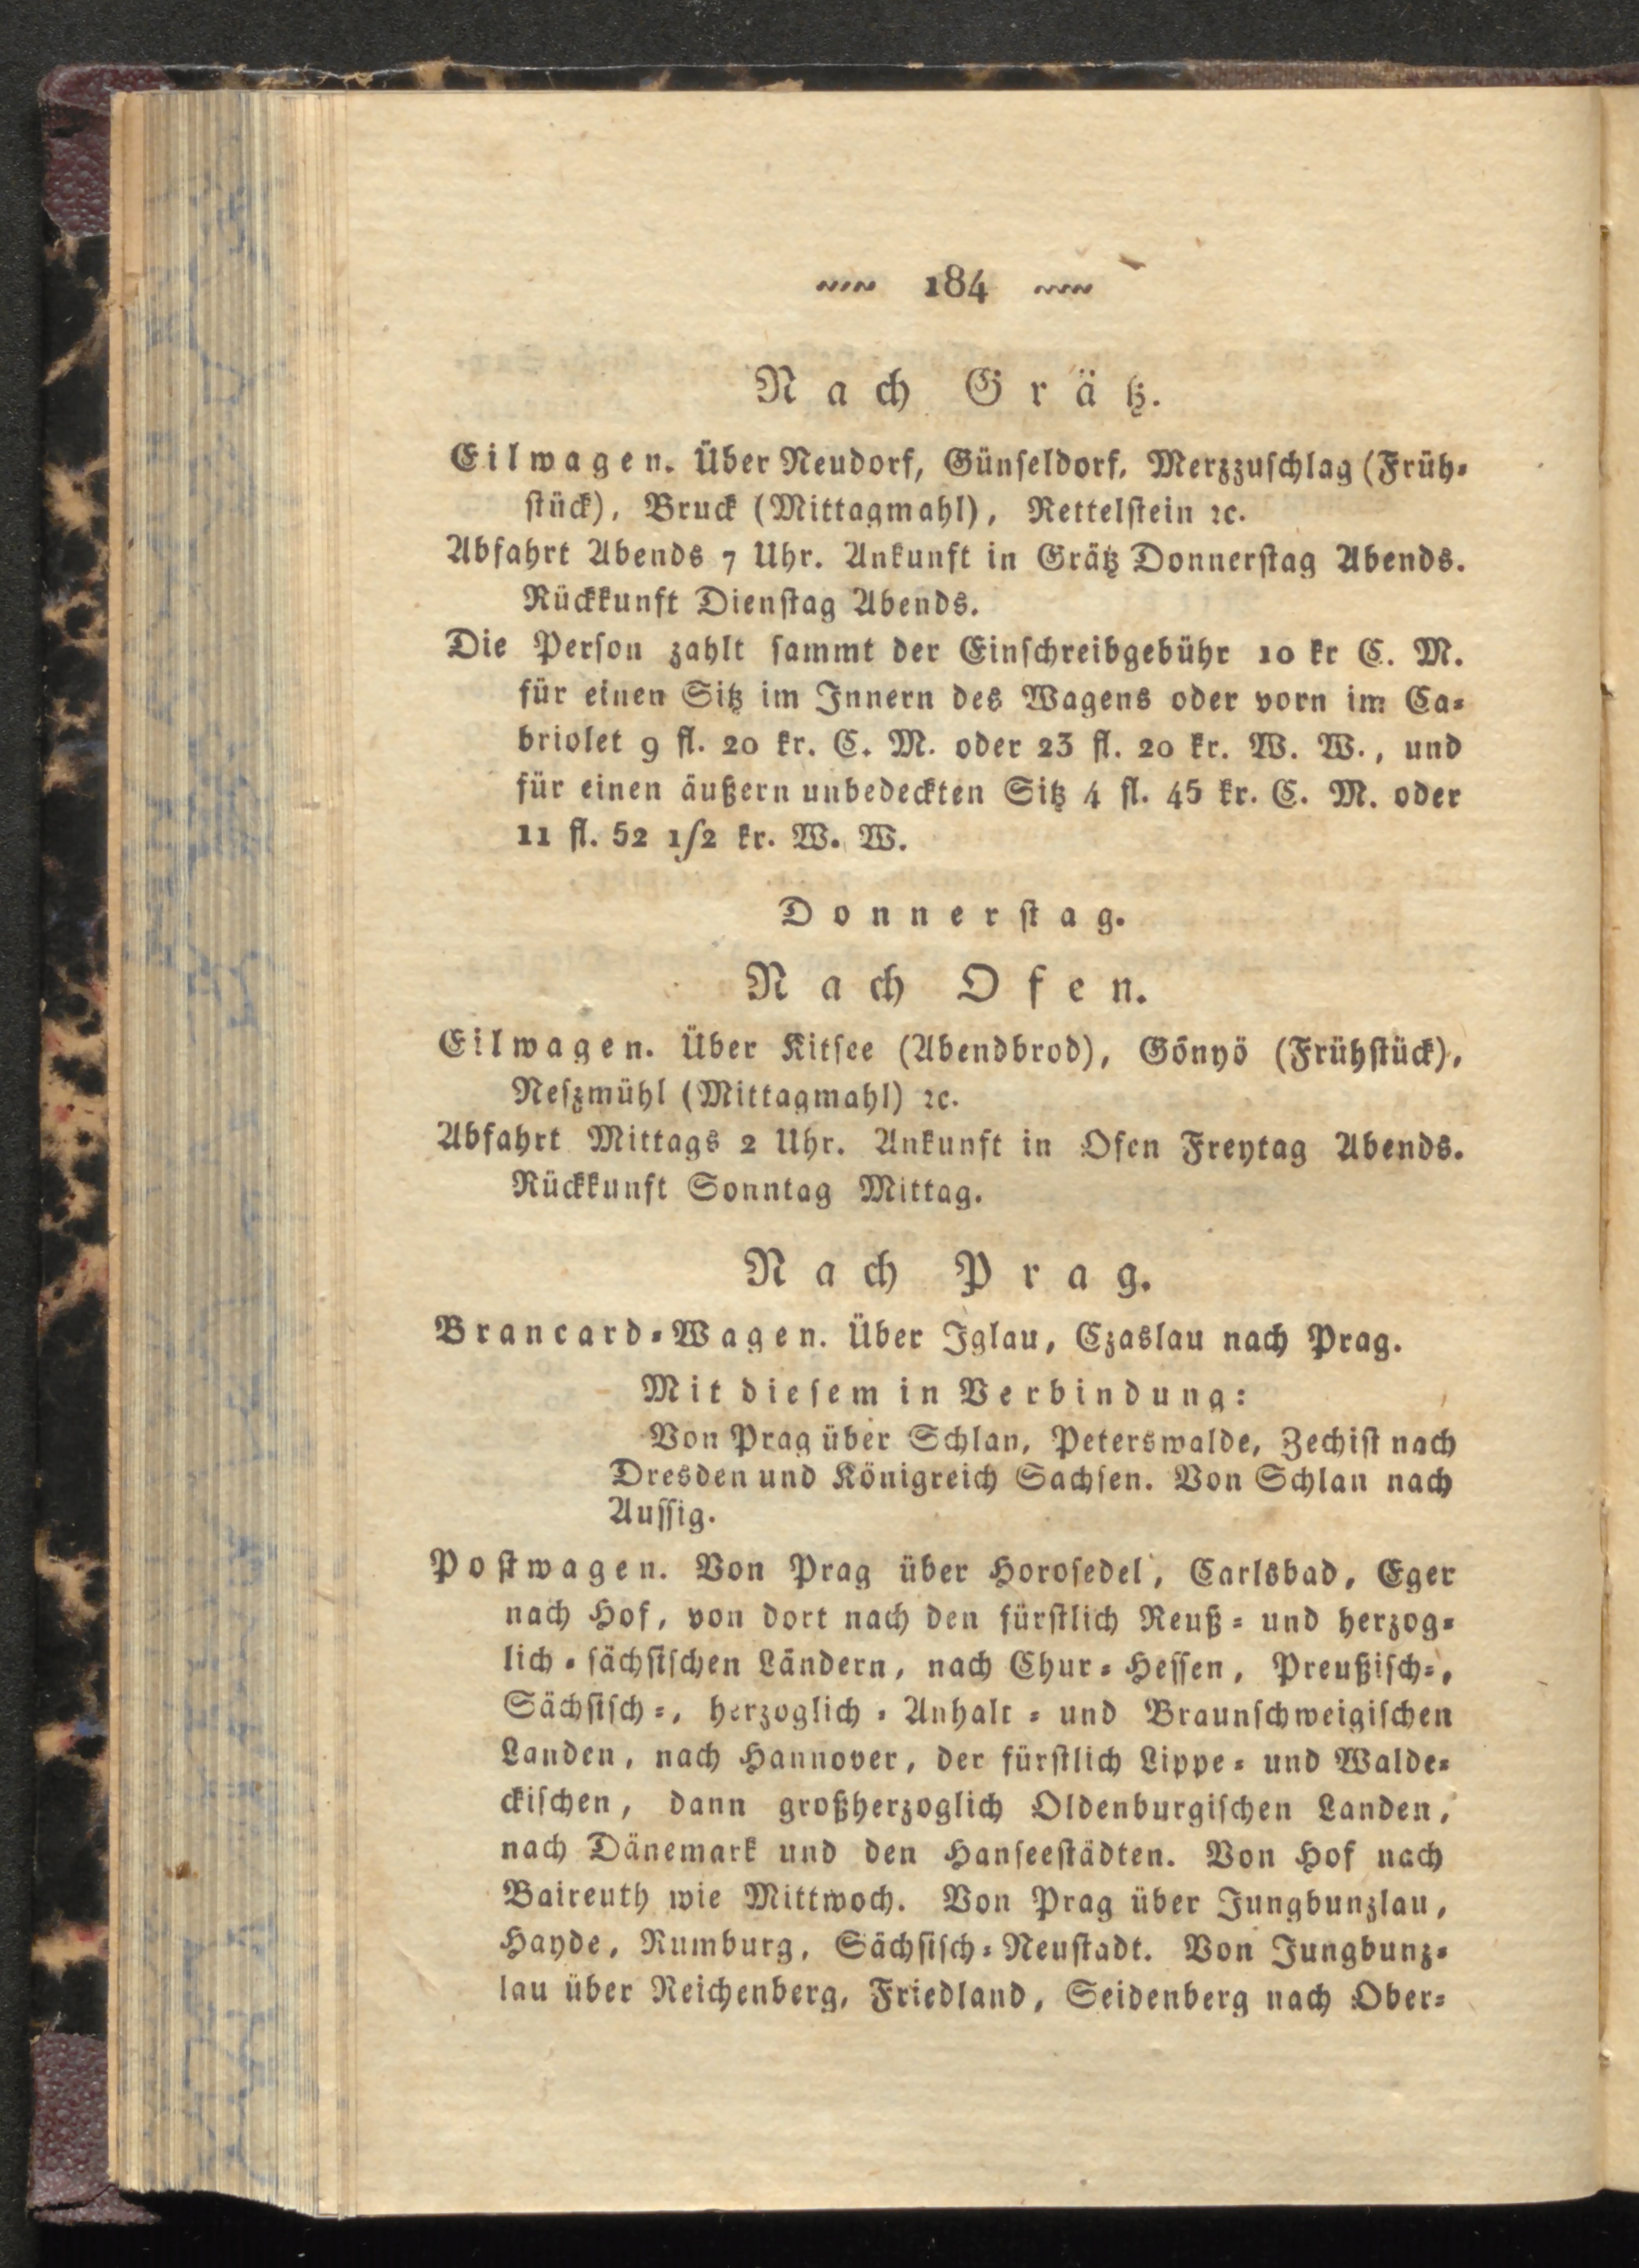 184
Nach Grätz.
Eilwagen. Über Neudorf, Günseldorf, Merzzuschlag (Früh-
stück), Bruck (Mittagmahl), Rettelstein ꝛc.
Abfahrt Abends 7 Uhr. Ankunft in Grätz Donnerstag Abends.
Rückkunft Dienstag Abends.
Die Person zahlt sammt der Einschreibgebühr 10 kr C. M.
für einen Sitz im Innern des Wagens oder vorn im Ca-
briolet 9 fl. 20 kr. C. M. oder 23 fl. 20 kr. W. W., und
für einen äußern unbedeckten Sitz 4 fl. 45 kr. C. M. oder
11 fl. 52 1/2 kr. W. W.
Donnerstag.
Nach Ofen.
Eilwagen. Über Kitsee (Abendbrod), Gönyö (Frühstück),
Neszmühl (Mittagmahl) ꝛc.
Abfahrt Mittags 2 Uhr. Ankunft in Ofen Freytag Abends.
Rückkunft Sonntag Mittag.
Nach Prag.
Brancard-Wagen. Über Iglau, Czaslau nach Prag.
Mit diesem in Verbindung:
Von Prag über Schlan, Peterswalde, Zechist nach
Dresden und Königreich Sachsen. Von Schlan nach
Aussig.
Postwagen. Von Prag über Horosedel, Carlsbad, Eger
nach Hof, von dort nach den fürstlich Reuß- und herzog-
lich-sächsischen Ländern, nach Chur-Hessen, Preußisch-,
Sächsisch-, herzoglich-Anhalt- und Braunschweigischen
Landen, nach Hannover, der fürstlich Lippe- und Walde-
ckischen, dann großherzoglich Oldenburgischen Landen,
nach Dänemark und den Hanseestädten. Von Hof nach
Baireuth wie Mittwoch. Von Prag über Jungbunzlau,
Hayde, Rumburg, Sächsisch-Neustadt. Von Jungbunz-
lau über Reichenberg, Friedland, Seidenberg nach Ober-